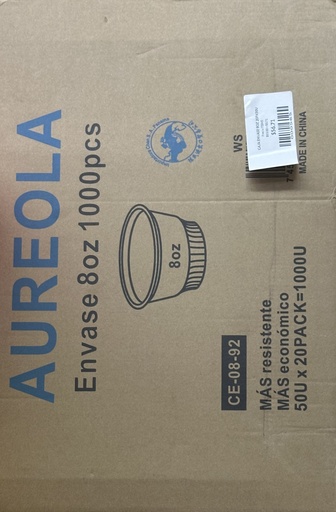 AUREOLA
Envase 8oz 1000pcs
8oz
WS
$16.71
MADE IN CHINA
CE-08-92
MÁS resistente
MÁS económico
50U x 20PACK=1000U